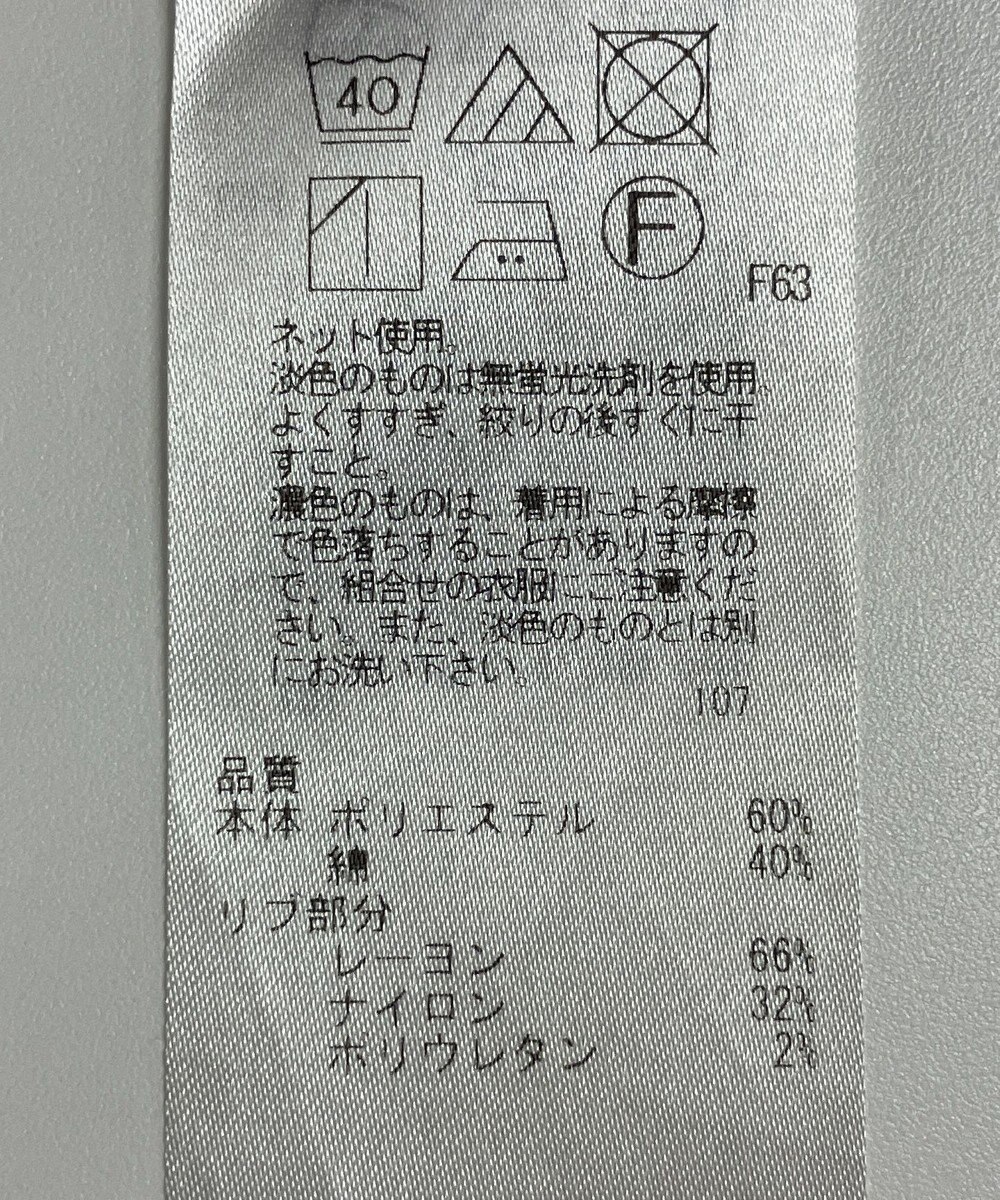 40
F
F63
ネット使用。
淡色のものは無蛍光洗剤を使用。
よくすすぎ、絞りの後すぐに干
すこと。
濃色のものは、着用による摩擦
で色落ちすることがありますの
で、組合せの衣服にご注意くだ
さい。また、淡色のものとは別
にお洗い下さい。
107
品質
本体 ポリエステル 60%
綿 40%
リブ部分
レーヨン 66%
ナイロン 32%
ポリウレタン 2%